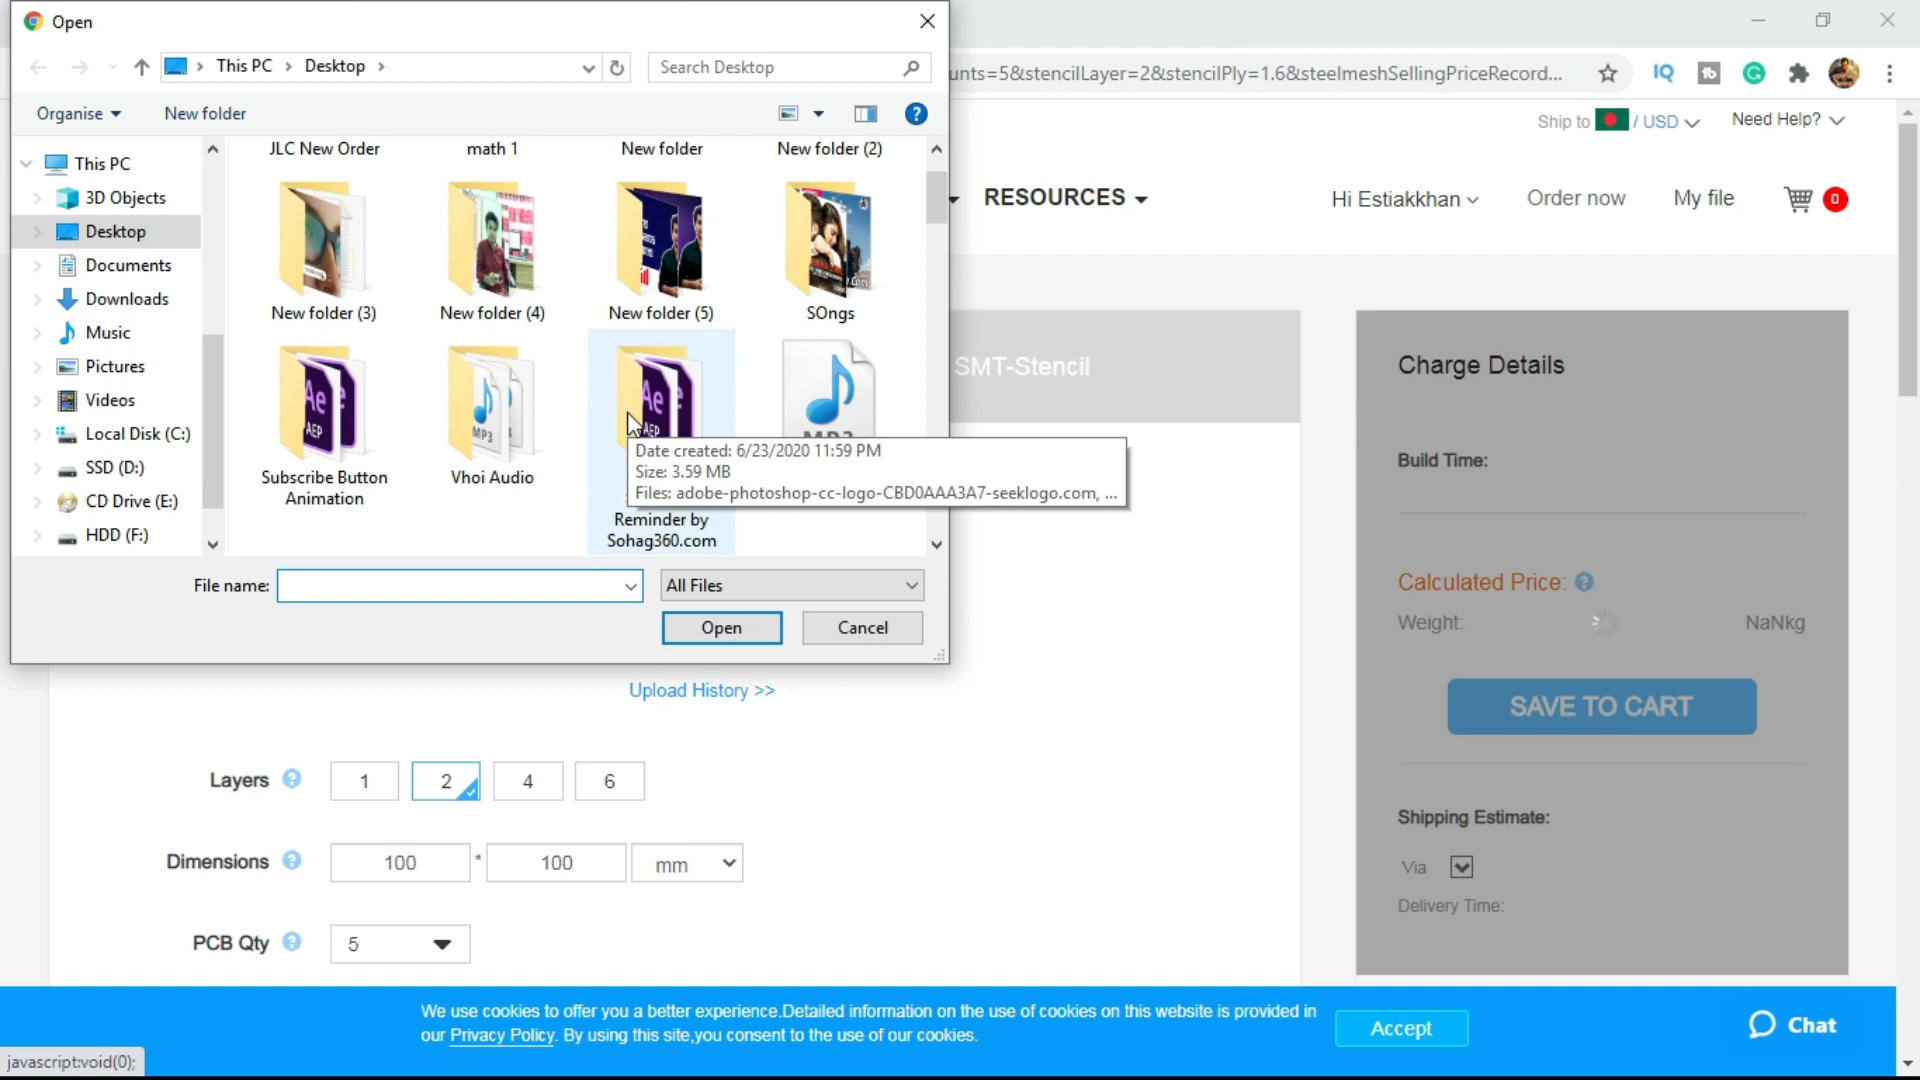 Open
This PC
Desktop
Search Desktop
Organise
New folder
This PC
3D Objects
Desktop
Documents
Downloads
Music
Pictures
Videos
Local Disk (C:)
SSD (D:)
CD Drive (E:)
HDD (F:)
JLC New Order
math 1
New folder
New folder (2)
New folder (3)
New folder (4)
New folder (5)
SOngs
Subscribe Button
Animation
Vhoi Audio
Reminder by
Sohag360.com
Date created: 6/23/2020 11:59 PM
Size: 3.59 MB
Files: adobe-photoshop-cc-logo-CBD0AAA3A7-seeklogo.com, ...
File name:
All Files
Open
Cancel
unts=5&stencilLayer=2&stencilPly=1.6&steelmeshSellingPriceRecord...
Ship to / USD
Need Help?
RESOURCES
Hi Estiakkhan
Order now
My file
0
SMT-Stencil
Charge Details
Build Time:
Calculated Price:
Weight:
NaNkg
SAVE TO CART
Shipping Estimate:
Via
Delivery Time:
Upload History >>
Layers ? 1 2 4 6
Dimensions ? 100 * 100 mm
PCB Qty ? 5
We use cookies to offer you a better experience.Detailed information on the use of cookies on this website is provided in
our Privacy Policy. By using this site,you consent to the use of our cookies.
Accept
Chat
javascript:void(0);